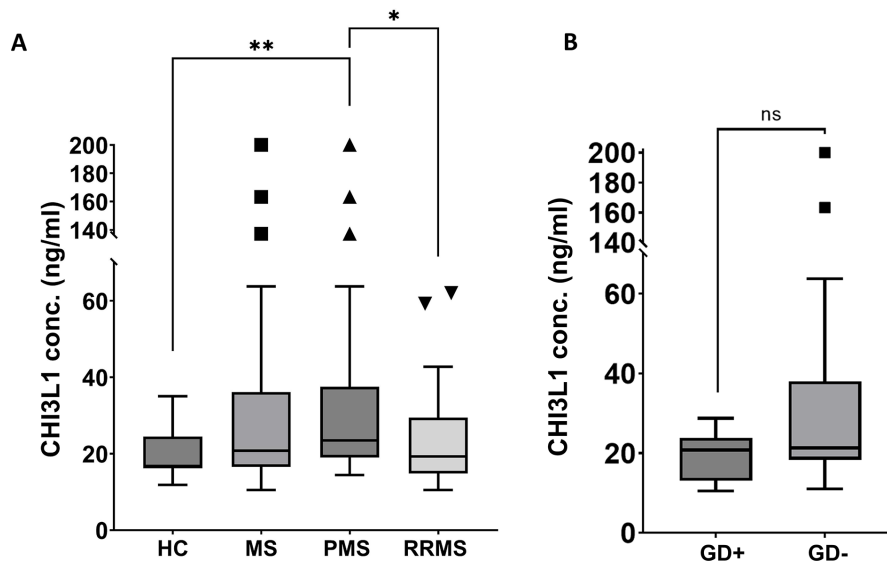 A
CHI3L1 conc. (ng/ml)
200
180
160
140
60
40
20
0
**
*
HC MS PMS RRMS
B
CHI3L1 conc. (ng/ml)
200
180
160
140
60
40
20
0
ns
GD+ GD-